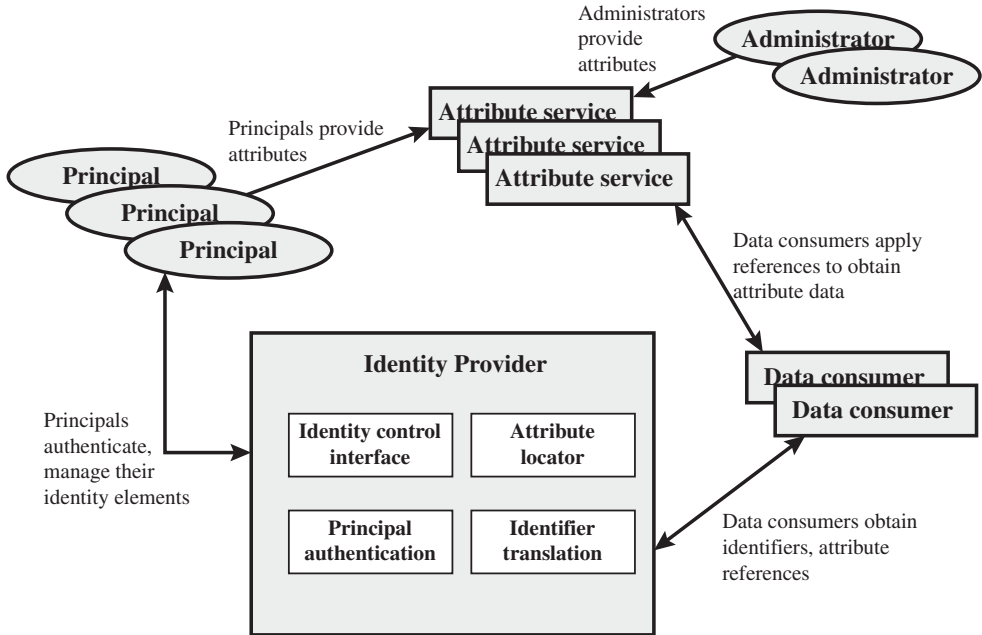 Administrators
provide
attributes
Administrator
Administrator
Attribute service
Attribute service
Attribute service
Principals provide
attributes
Principal
Principal
Principal
Data consumers apply
references to obtain
attribute data
Identity Provider
Data consumer
Data consumer
Principals
authenticate,
manage their
identity elements
Identity control
interface
Attribute
locator
Principal
authentication
Identifier
translation
Data consumers obtain
identifiers, attribute
references